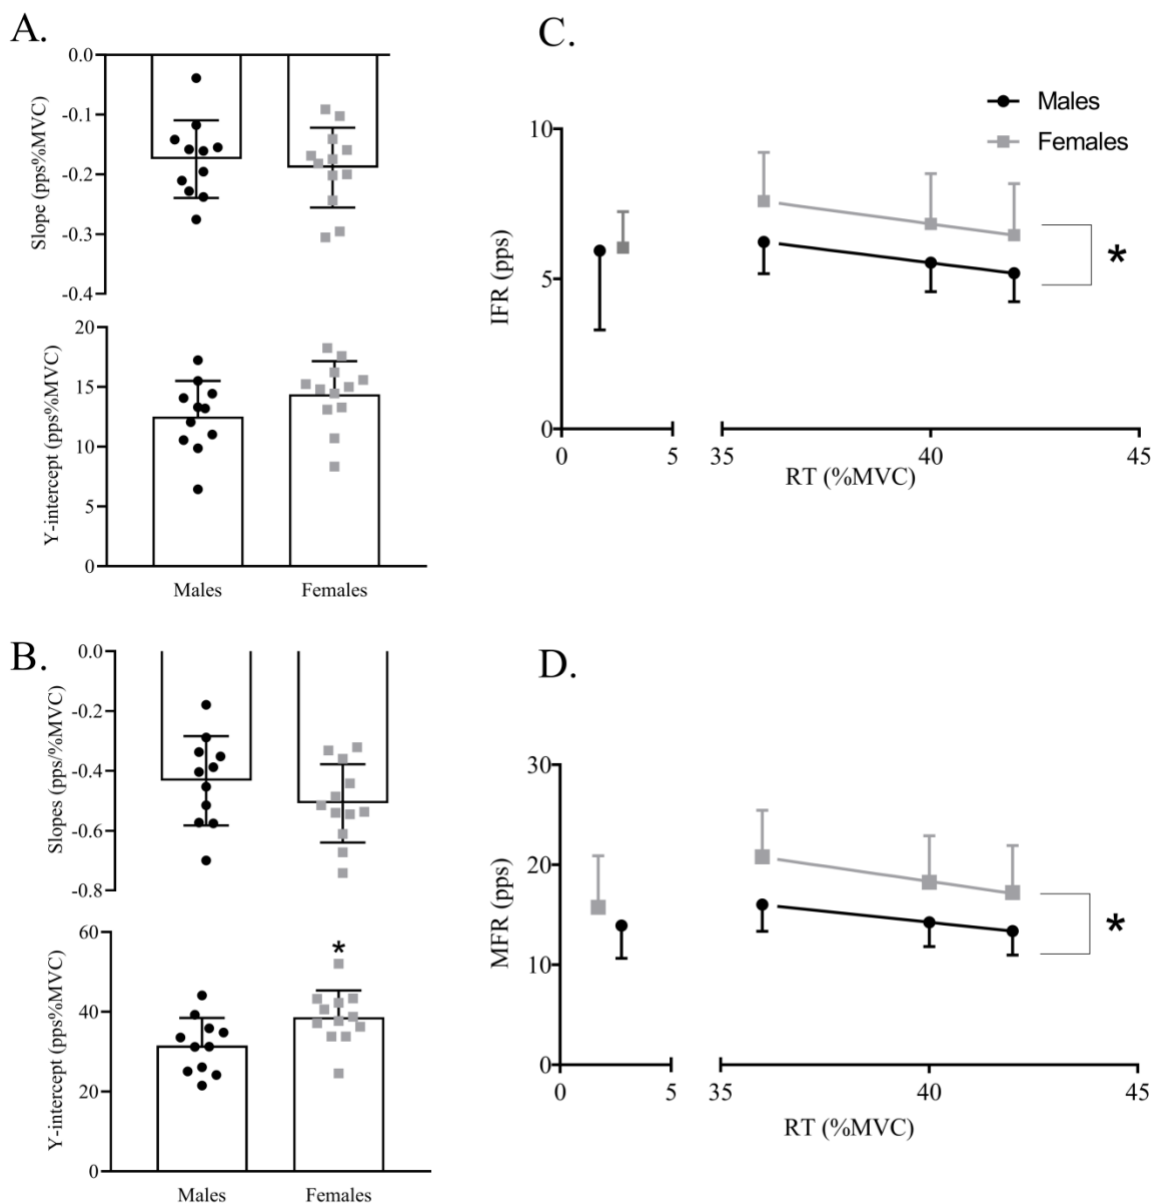 A.
0.0
-0.1
-0.2
-0.3
-0.4
Slope (pps%MVC)
20
15
10
5
0
Y-intercept (pps%MVC)
Males Females
B.
0.0
-0.2
-0.4
-0.6
-0.8
Slopes (pps/%MVC)
60
40
20
0
Y-intercept (pps%MVC)
*
Males Females
C.
Males
Females
10
5
0
IFR (pps)
*
0 5 35 40 45
RT (%MVC)
D.
30
20
10
0
MFR (pps)
*
0 5 35 40 45
RT (%MVC)